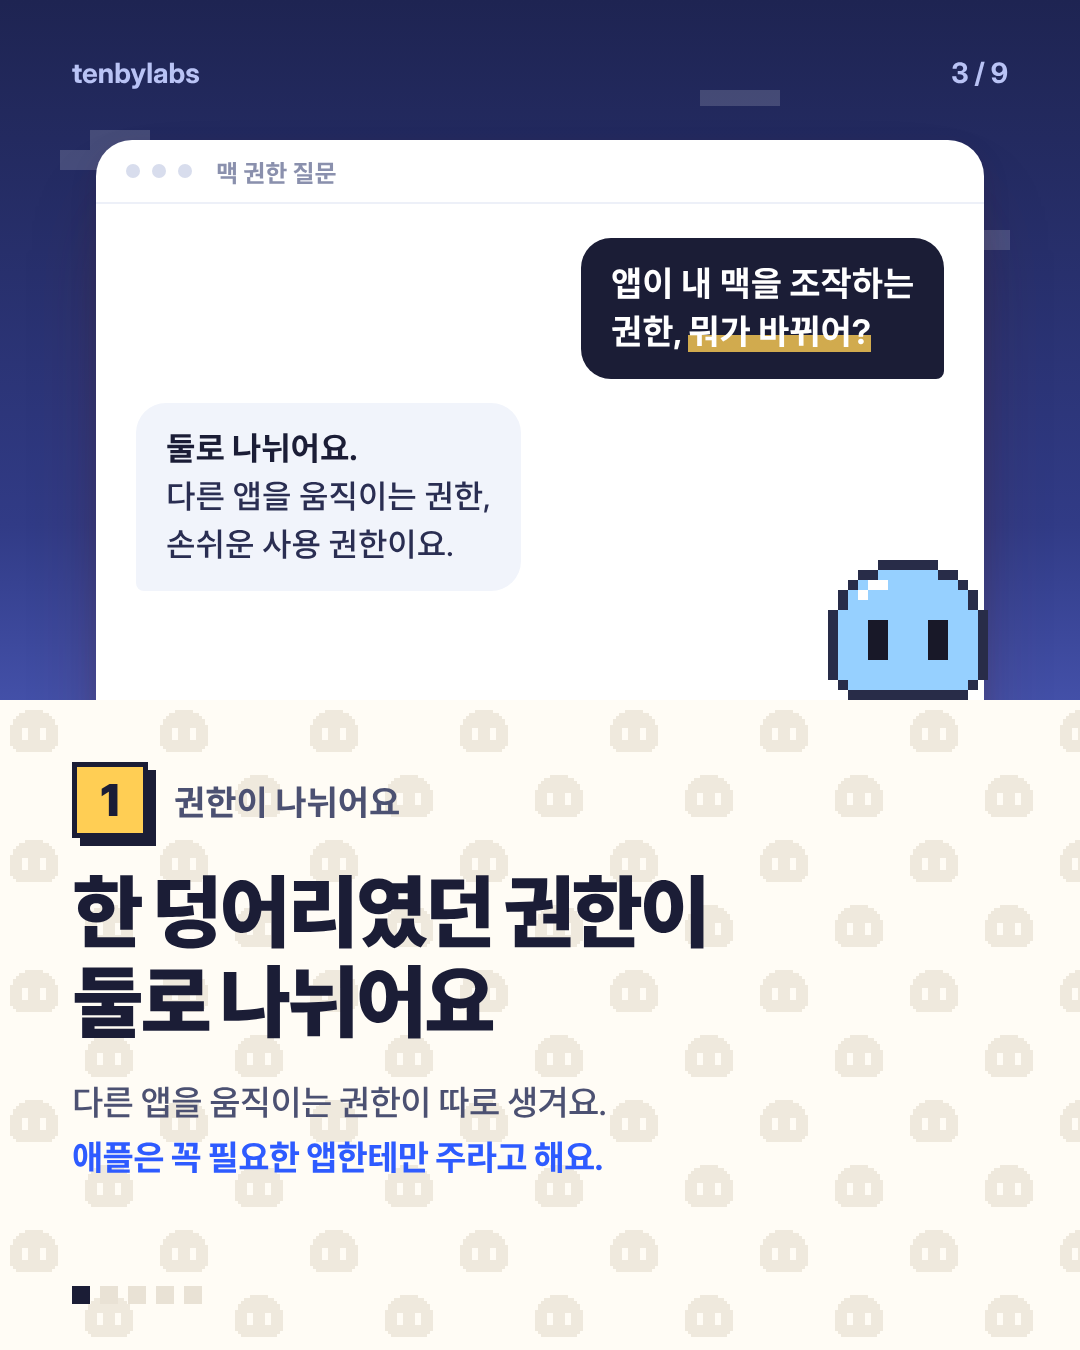 tenbylabs
3 / 9
맥 권한 질문
앱이 내 맥을 조작하는
권한, 뭐가 바뀌어?
둘로 나뉘어요.
다른 앱을 움직이는 권한,
손쉬운 사용 권한이요.
1
권한이 나뉘어요
한 덩어리였던 권한이
둘로 나뉘어요
다른 앱을 움직이는 권한이 따로 생겨요.
애플은 꼭 필요한 앱한테만 주라고 해요.